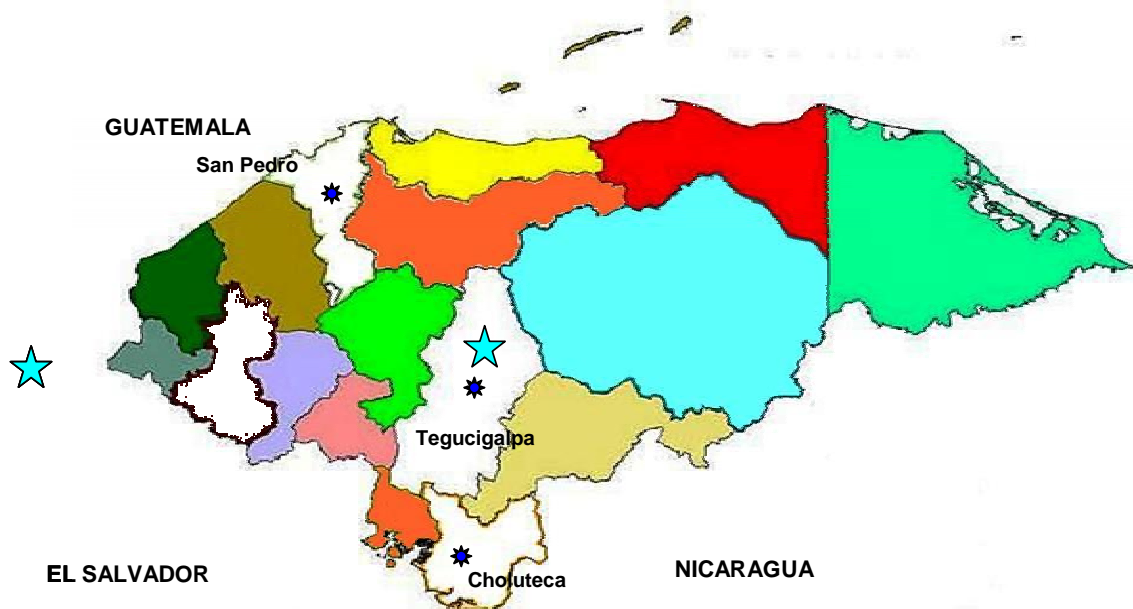 GUATEMALA
San Pedro
Tegucigalpa
EL SALVADOR
Choluteca
NICARAGUA